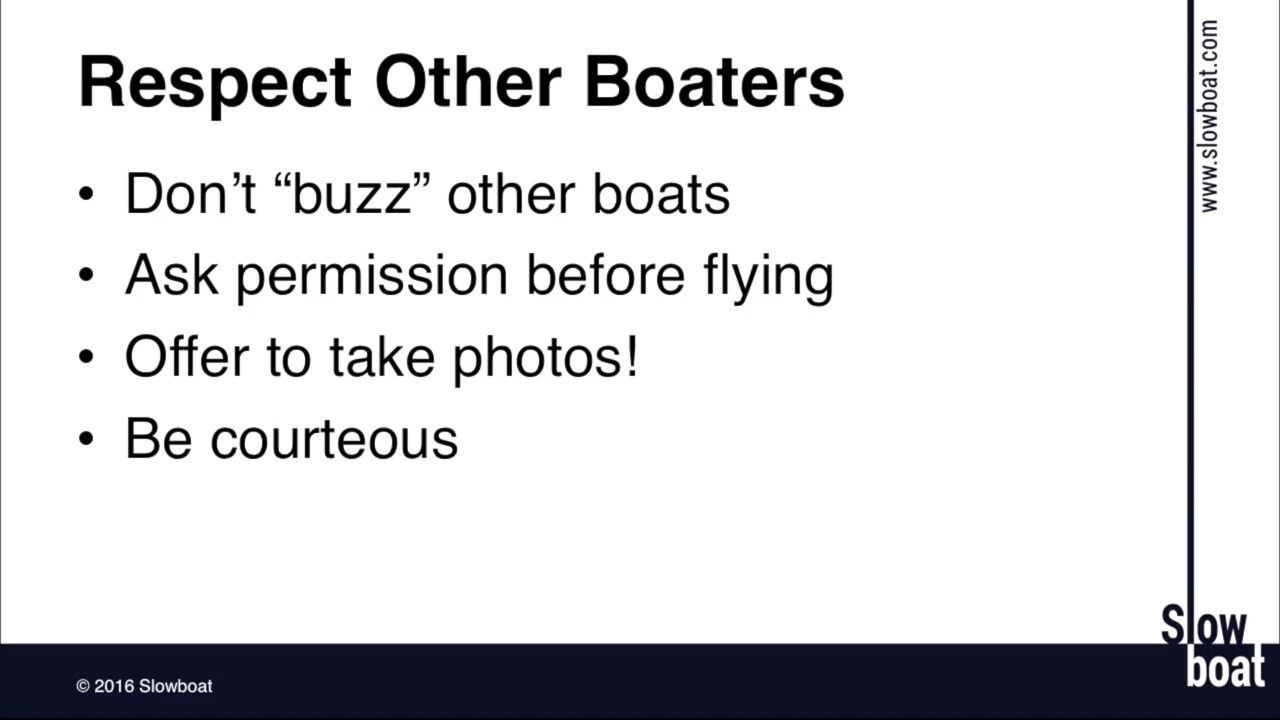 Respect Other Boaters
• Don’t “buzz” other boats
• Ask permission before flying
• Offer to take photos!
• Be courteous
www.slowboat.com
Slow
boat
© 2016 Slowboat